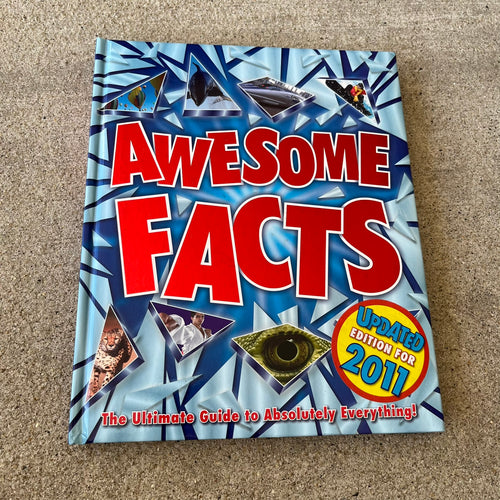 AWESOME
FACTS
UPDATED
EDITION FOR
2011
The Ultimate Guide to Absolutely Everything!